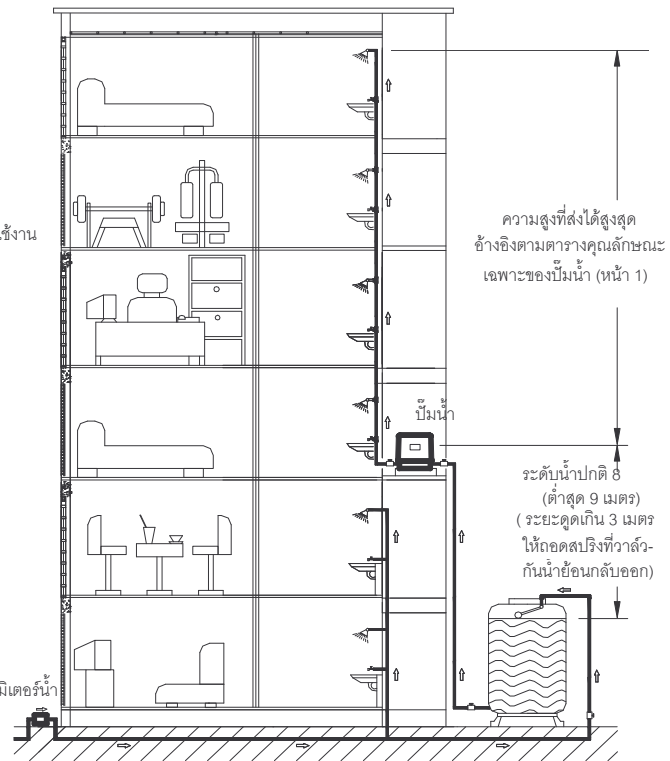 ช้งาน
ความสูงที่ส่งได้สูงสุด
อ้างอิงตามตารางคุณลักษณะ
เฉพาะของปั๊มน้ำ (หน้า 1)
ปั๊มน้ำ
ระดับน้ำปกติ 8
(ต่ำสุด 9 เมตร)
( ระยะดูดเกิน 3 เมตร
ให้ถอดสปริงที่วาล์ว-
กันน้ำย้อนกลับออก)
มิเตอร์น้ำ